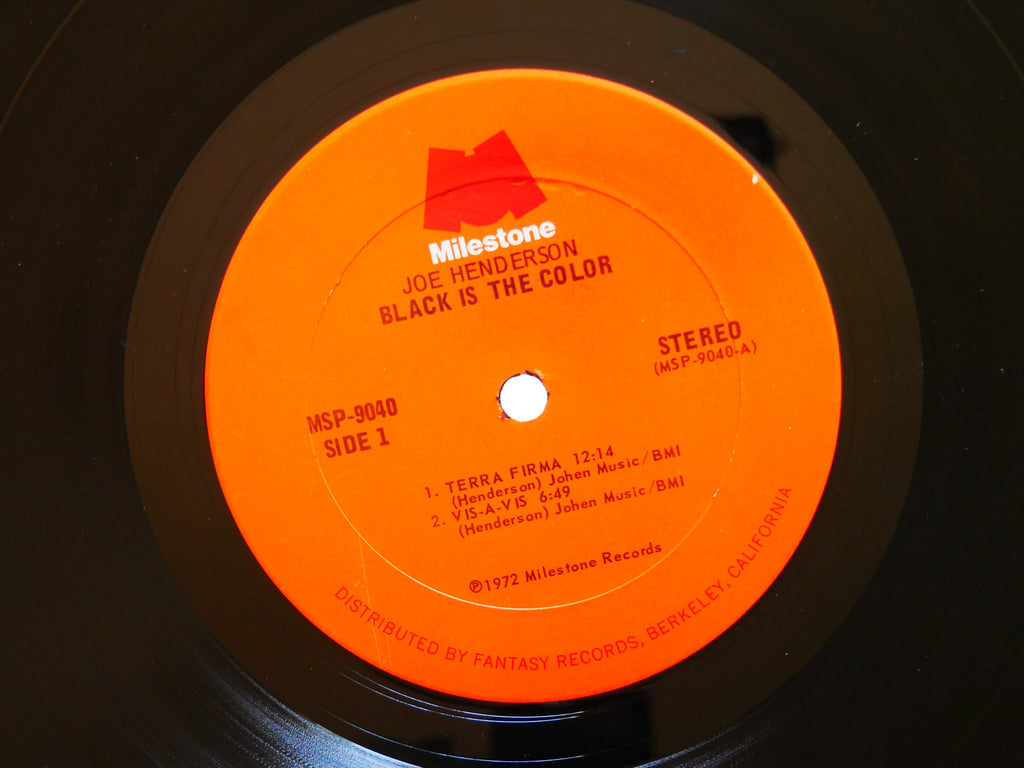 Milestone
JOE HENDERSON
BLACK IS THE COLOR
STEREO
(MSP-9040-A)
MSP-9040
SIDE 1
1. TERRA FIRMA 12:14
(Henderson) Johen Music/BMI
2. VIS-A-VIS 6:49
(Henderson) Johen Music/BMI
℗1972 Milestone Records
DISTRIBUTED BY FANTASY RECORDS, BERKELEY, CALIFORNIA